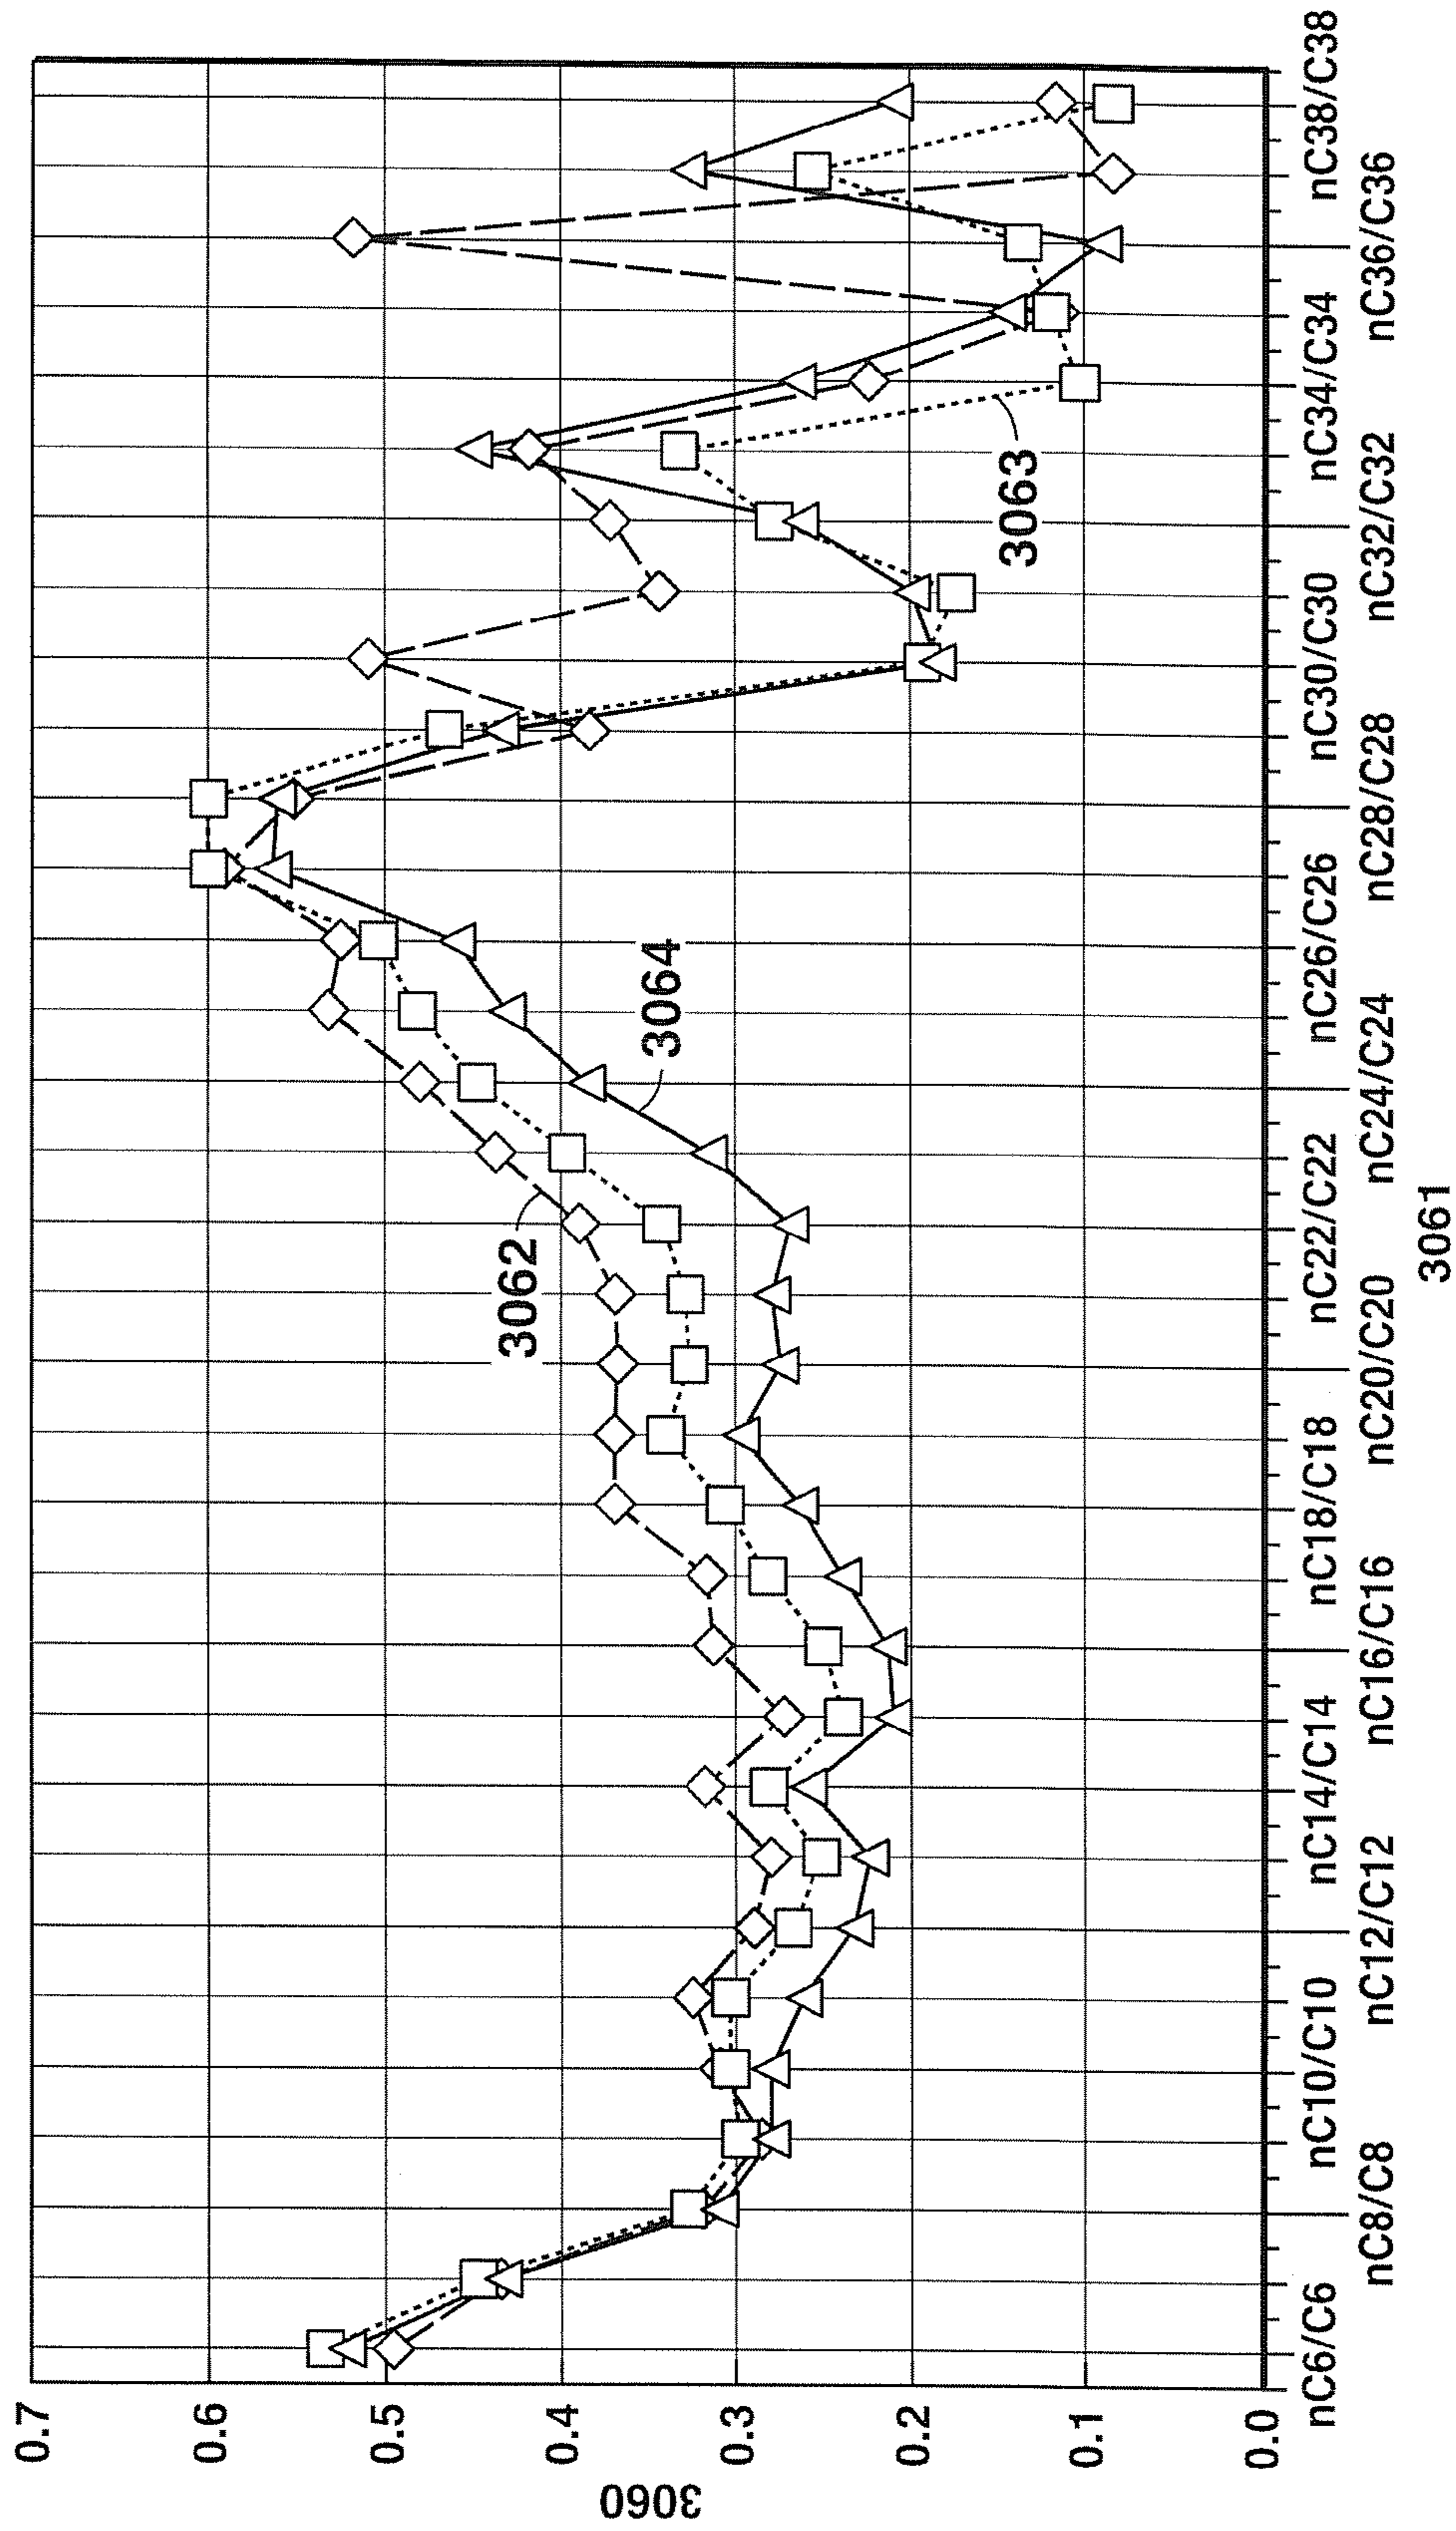 3060
0.7
0.6
0.5
0.4
0.3
0.2
0.1
0.0
3062
3064
3063
nC6/C6
nC8/C8
nC10/C10
nC12/C12
nC14/C14
nC16/C16
nC18/C18
nC20/C20
nC22/C22
nC24/C24
nC26/C26
nC28/C28
nC30/C30
nC32/C32
nC34/C34
nC36/C36
nC38/C38
3061